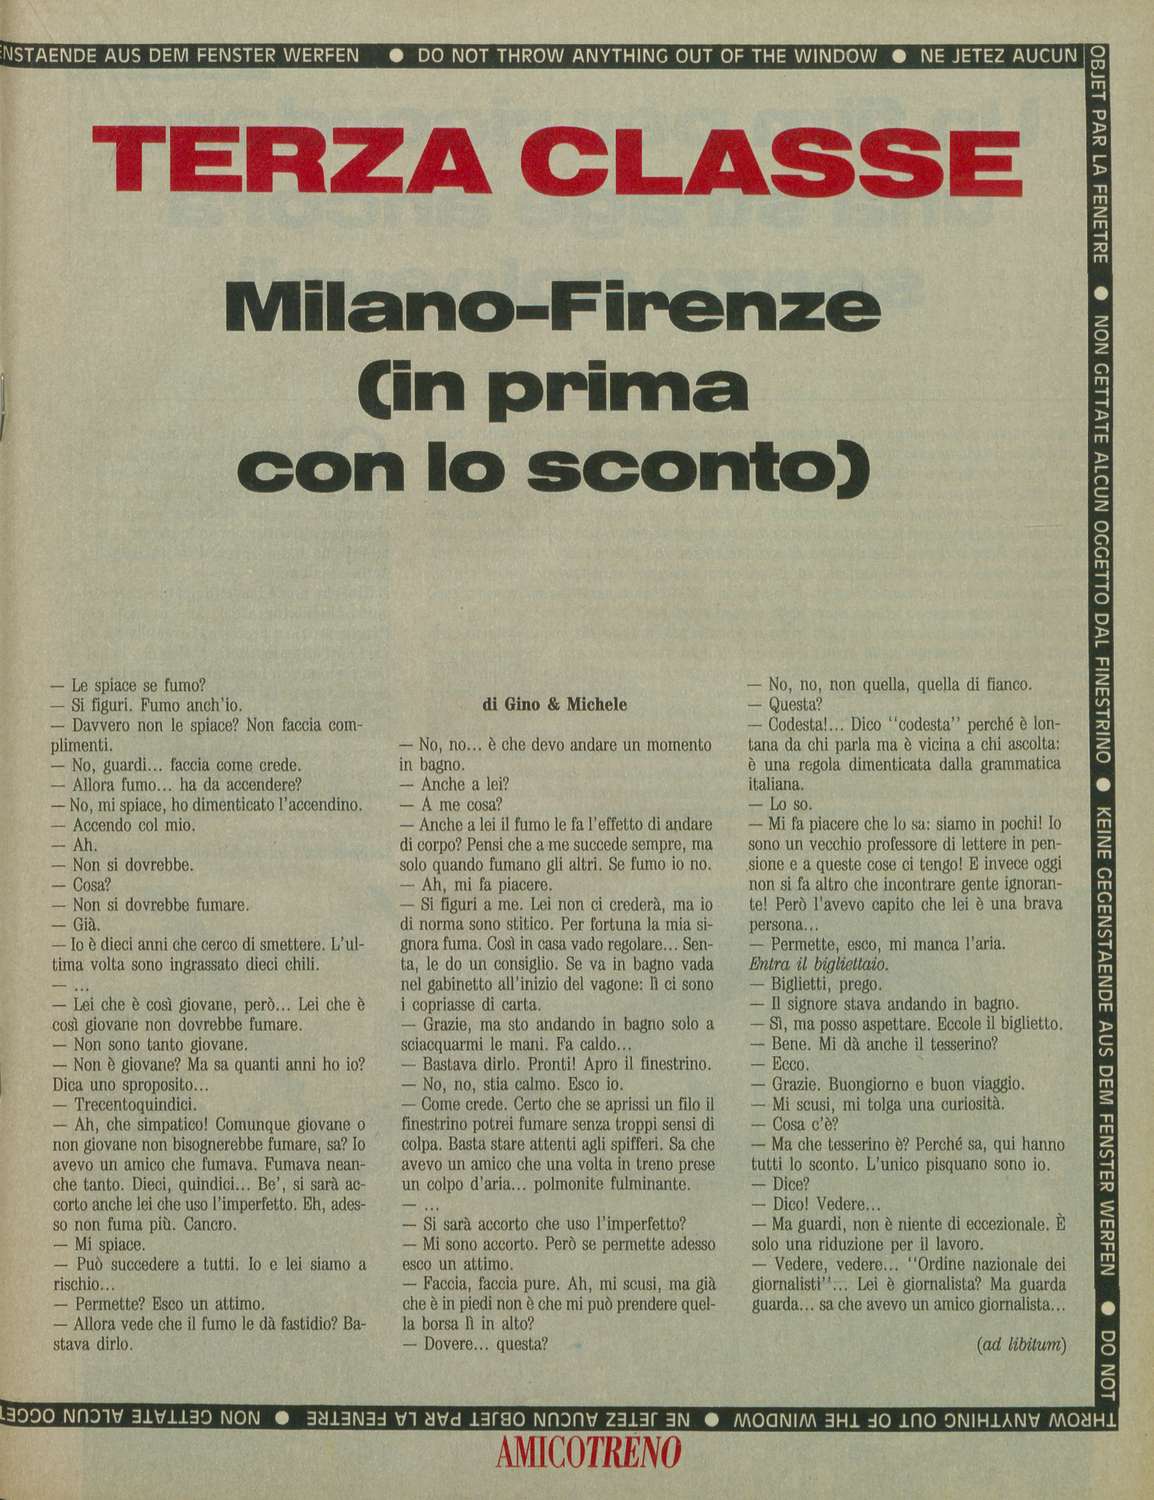 ENSTAENDE AUS DEM FENSTER WERFEN ● DO NOT THROW ANYTHING OUT OF THE WINDOW ● NE JETEZ AUCUN
OBJET PAR LA FENETRE ● NON GETTATE ALCUN OGGETTO DAL FINESTRINO ● KEINE GEGENSTAENDE AUS DEM FENSTER WERFEN ● DO NOT
TERZA CLASSE
Milano-Firenze
(in prima
con lo sconto)
— Le spiace se fumo?
— Si figuri. Fumo anch'io.
— Davvero non le spiace? Non faccia com-
plimenti.
— No, guardi... faccia come crede.
— Allora fumo... ha da accendere?
— No, mi spiace, ho dimenticato l'accendino.
— Accendo col mio.
— Ah.
— Non si dovrebbe.
— Cosa?
— Non si dovrebbe fumare.
— Già.
— Io è dieci anni che cerco di smettere. L'ul-
tima volta sono ingrassato dieci chili.
— ...
— Lei che è così giovane, però... Lei che è
così giovane non dovrebbe fumare.
— Non sono tanto giovane.
— Non è giovane? Ma sa quanti anni ho io?
Dica uno sproposito...
— Trecentoquindici.
— Ah, che simpatico! Comunque giovane o
non giovane non bisognerebbe fumare, sa? Io
avevo un amico che fumava. Fumava nean-
che tanto. Dieci, quindici... Be', si sarà ac-
corto anche lei che uso l'imperfetto. Eh, ades-
so non fuma più. Cancro.
— Mi spiace.
— Può succedere a tutti. Io e lei siamo a
rischio...
— Permette? Esco un attimo.
— Allora vede che il fumo le dà fastidio? Ba-
stava dirlo.
di Gino & Michele
— No, no... è che devo andare un momento
in bagno.
— Anche a lei?
— A me cosa?
— Anche a lei il fumo le fa l'effetto di andare
di corpo? Pensi che a me succede sempre, ma
solo quando fumano gli altri. Se fumo io no.
— Ah, mi fa piacere.
— Si figuri a me. Lei non ci crederà, ma io
di norma sono stitico. Per fortuna la mia si-
gnora fuma. Così in casa vado regolare... Sen-
ta, le do un consiglio. Se va in bagno vada
nel gabinetto all'inizio del vagone: lì ci sono
i copriasse di carta.
— Grazie, ma sto andando in bagno solo a
sciacquarmi le mani. Fa caldo...
— Bastava dirlo. Pronti! Apro il finestrino.
— No, no, stia calmo. Esco io.
— Come crede. Certo che se aprissi un filo il
finestrino potrei fumare senza troppi sensi di
colpa. Basta stare attenti agli spifferi. Sa che
avevo un amico che una volta in treno prese
un colpo d'aria... polmonite fulminante.
— ...
— Si sarà accorto che uso l'imperfetto?
— Mi sono accorto. Però se permette adesso
esco un attimo.
— Faccia, faccia pure. Ah, mi scusi, ma già
che è in piedi non è che mi può prendere quel-
la borsa lì in alto?
— Dovere... questa?
— No, no, non quella, quella di fianco.
— Questa?
— Codesta!... Dico "codesta" perché è lon-
tana da chi parla ma è vicina a chi ascolta:
è una regola dimenticata dalla grammatica
italiana.
— Lo so.
— Mi fa piacere che lo sa: siamo in pochi! Io
sono un vecchio professore di lettere in pen-
sione e a queste cose ci tengo! E invece oggi
non si fa altro che incontrare gente ignoran-
te! Però l'avevo capito che lei è una brava
persona...
— Permette, esco, mi manca l'aria.
Entra il bigliettaio.
— Biglietti, prego.
— Il signore stava andando in bagno.
— Sì, ma posso aspettare. Eccole il biglietto.
— Bene. Mi dà anche il tesserino?
— Ecco.
— Grazie. Buongiorno e buon viaggio.
— Mi scusi, mi tolga una curiosità.
— Cosa c'è?
— Ma che tesserino è? Perché sa, qui hanno
tutti lo sconto. L'unico pisquano sono io.
— Dice?
— Dico! Vedere...
— Ma guardi, non è niente di eccezionale. È
solo una riduzione per il lavoro.
— Vedere, vedere... "Ordine nazionale dei
giornalisti"... Lei è giornalista? Ma guarda
guarda... sa che avevo un amico giornalista...
(ad libitum)
THROW ANYTHING OUT OF THE WINDOW ● NE JETEZ AUCUN OBJET PAR LA FENETRE ● NON GETTATE ALCUN OGGET
AMICOTRENO